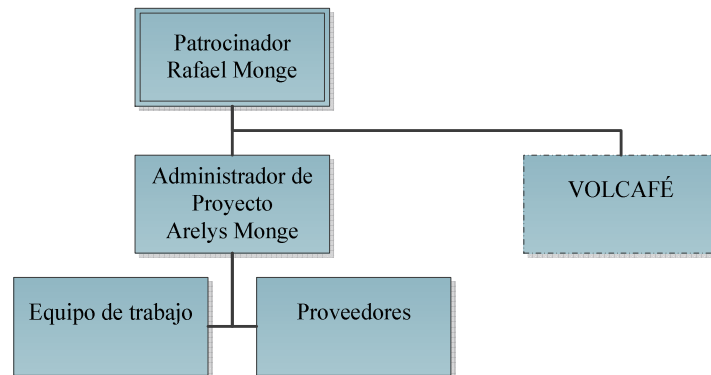 Patrocinador
Rafael Monge
Administrador de
Proyecto
Arelys Monge
VOLCAFÉ
Equipo de trabajo
Proveedores